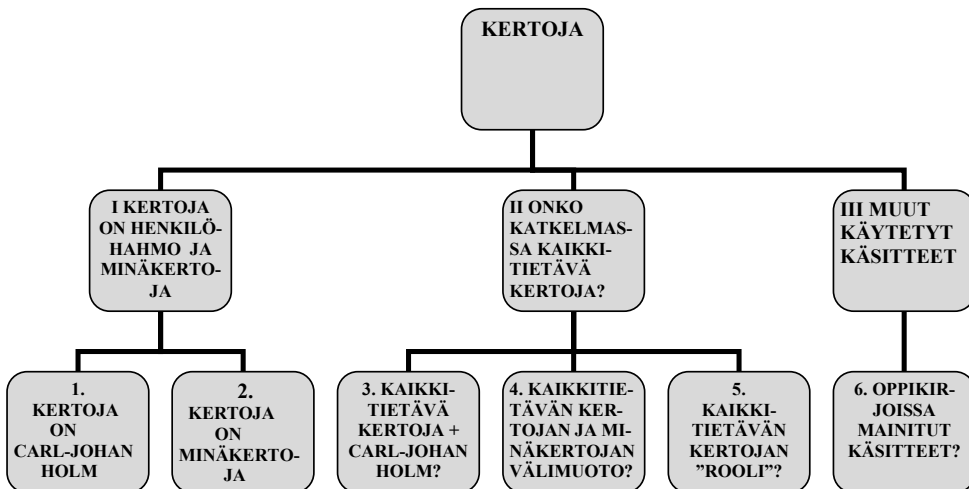 KERTOJA
I KERTOJA
ON HENKILÖ-
HAHMO JA
MINÄKERTO-
JA
II ONKO
KATKELMAS-
SA KAIKKI-
TIETÄVÄ
KERTOJA?
III MUUT
KÄYTETYT
KÄSITTEET
1.
KERTOJA
ON
CARL-JOHAN
HOLM
2.
KERTOJA
ON
MINÄKERTO-
JA
3. KAIKKI-
TIETÄVÄ
KERTOJA +
CARL-JOHAN
HOLM?
4. KAIKKITIE-
TÄVÄN KER-
TOJAN JA MI-
NÄKERTOJAN
VÄLIMUOTO?
5.
KAIKKI-
TIETÄVÄN
KERTOJAN
”ROOLI”?
6. OPPIKIR-
JOISSA
MAINITUT
KÄSITTEET?